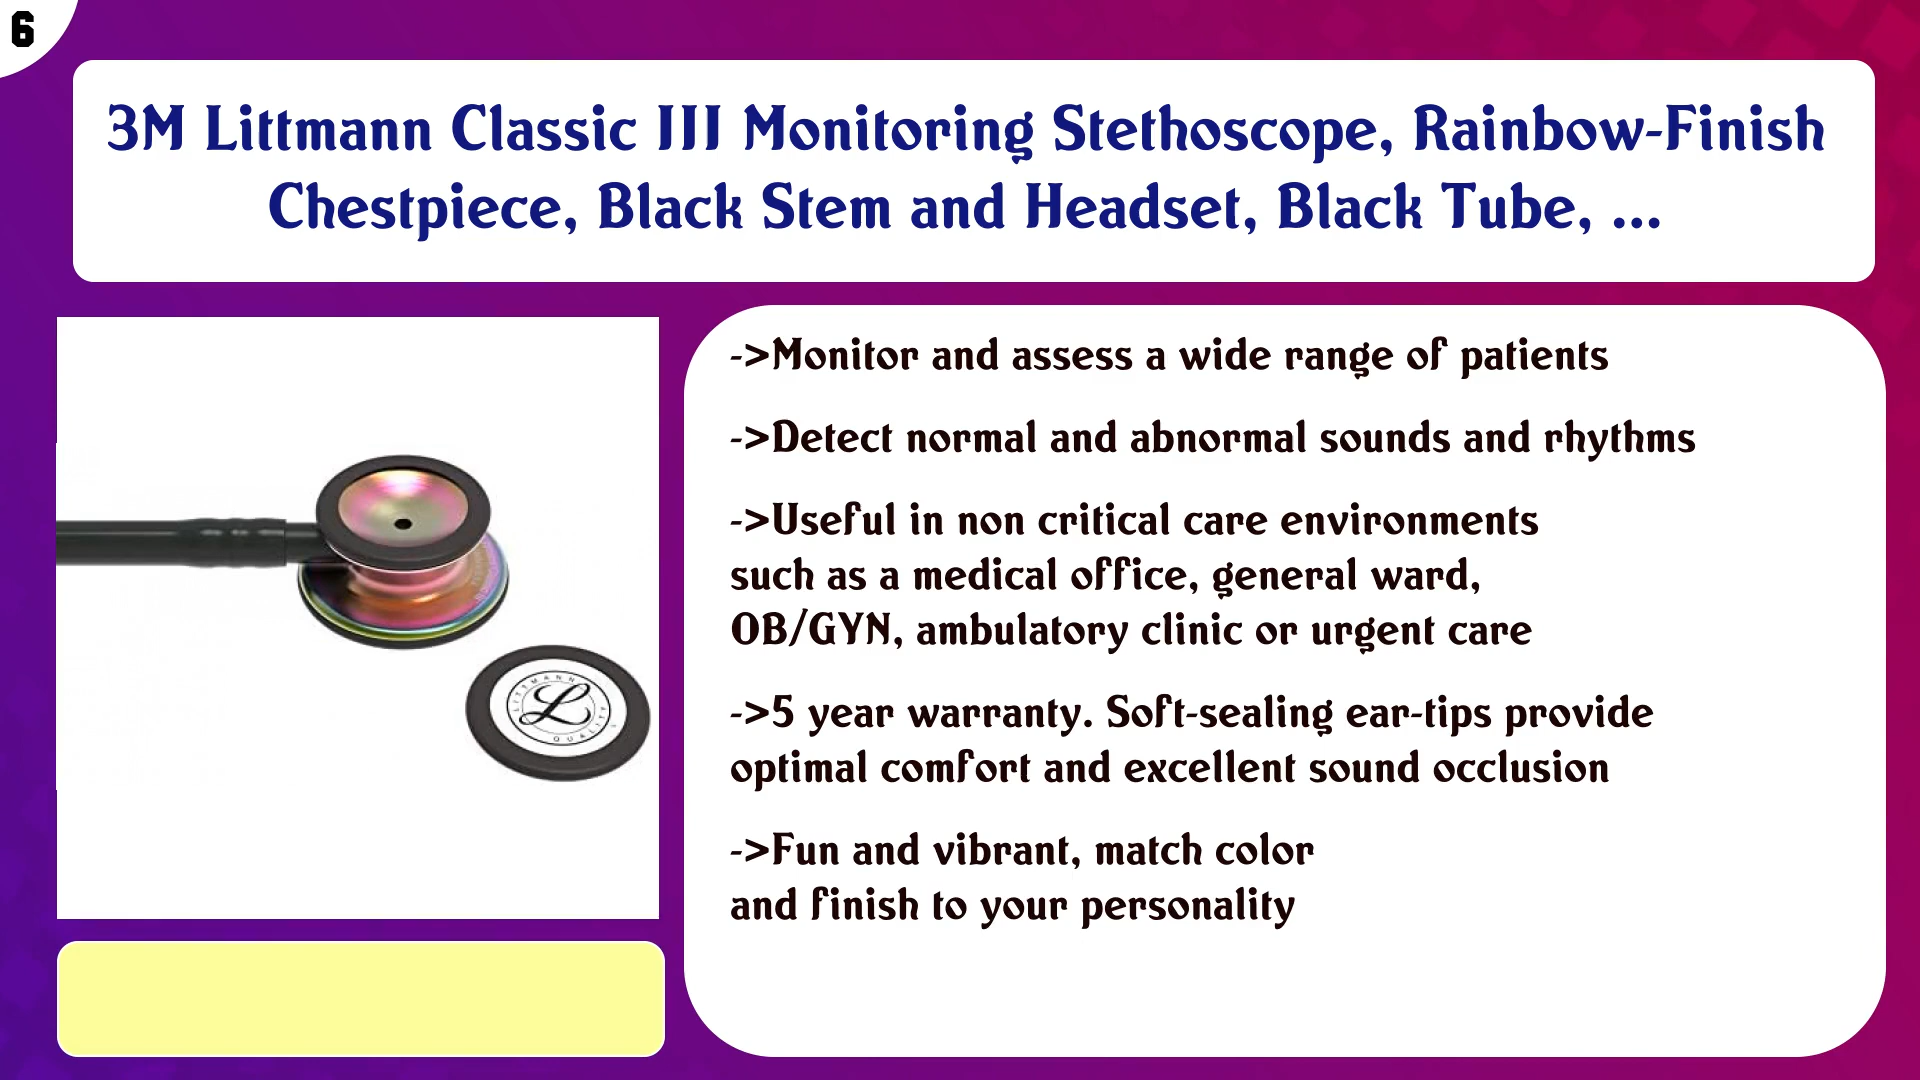 6
3M Littmann Classic III Monitoring Stethoscope, Rainbow-Finish
Chestpiece, Black Stem and Headset, Black Tube, ...
->Monitor and assess a wide range of patients
->Detect normal and abnormal sounds and rhythms
->Useful in non critical care environments
such as a medical office, general ward,
OB/GYN, ambulatory clinic or urgent care
->5 year warranty. Soft-sealing ear-tips provide
optimal comfort and excellent sound occlusion
->Fun and vibrant, match color
and finish to your personality
LITTMANN
L